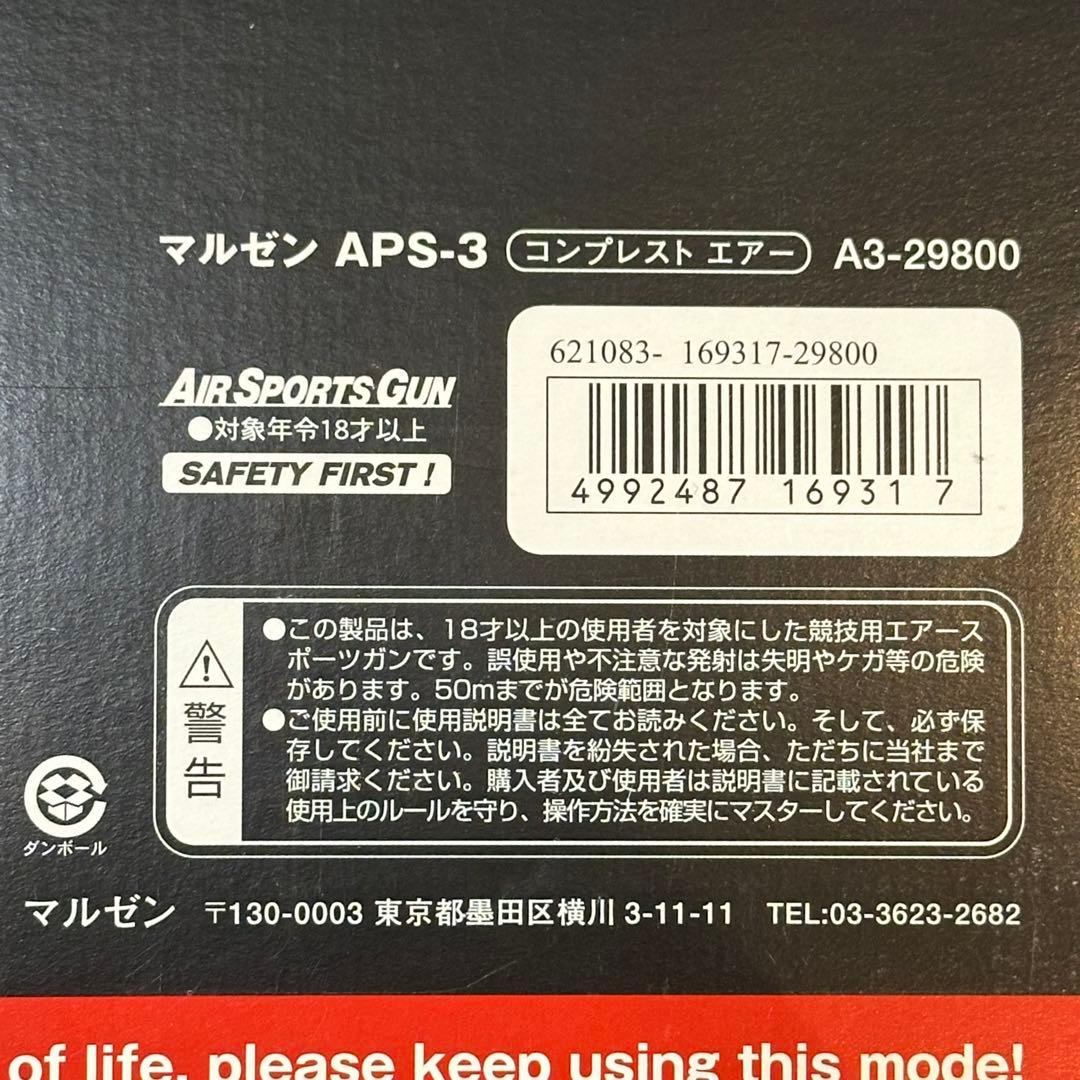 マルゼン APS-3 コンプレスト エアー A3-29800
621083- 169317-29800
4992487 169317
AIR SPORTS GUN
●対象年令18才以上
SAFETY FIRST!
警告
●この製品は、18才以上の使用者を対象にした競技用エアース
ポーツガンです。誤使用や不注意な発射は失明やケガ等の危険
があります。50mまでが危険範囲となります。
●ご使用前に使用説明書は全てお読みください。そして、必ず保
存してください。説明書を紛失された場合、ただちに当社まで
御請求ください。購入者及び使用者は説明書に記載されている
使用上のルールを守り、操作方法を確実にマスターしてください。
ダンボール
マルゼン 〒130-0003 東京都墨田区横川 3-11-11 TEL:03-3623-2682
of life, please keep using this mode!